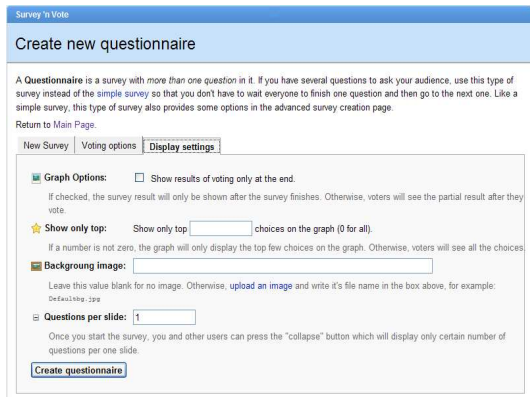 Survey 'n Vote
Create new questionnaire
A Questionnaire is a survey with more than one question in it. If you have several questions to ask your audience, use this type of
survey instead of the simple survey so that you don't have to wait everyone to finish one question and then go to the next one. Like a
simple survey, this type of survey also provides some options in the advanced survey creation page.
Return to Main Page.
New Survey Voting options Display settings
Graph Options: Show results of voting only at the end.
If checked, the survey result will only be shown after the survey finishes. Otherwise, voters will see the partial result after they
vote.
Show only top: Show only top choices on the graph (0 for all).
If a number is not zero, the graph will only display the top few choices on the graph. Otherwise, voters will see all the choices.
Backgroung image:
Leave this value blank for no image. Otherwise, upload an image and write it's file name in the box above, for example:
Defaultbg.jpg
Questions per slide: 1
Once you start the survey, you and other users can press the "collapse" button which will display only certain number of
questions per one slide.
Create questionnaire